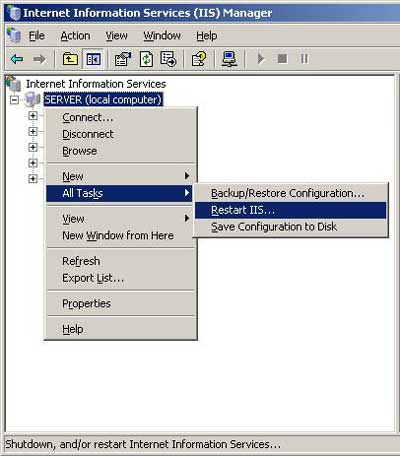 Internet Information Services (IIS) Manager
File Action View Window Help
Internet Information Services
SERVER (local computer)
Connect...
Disconnect
Browse
New
All Tasks
Backup/Restore Configuration...
Restart IIS...
Save Configuration to Disk
View
New Window from Here
Refresh
Export List...
Properties
Help
Shutdown, and/or restart Internet Information Services...